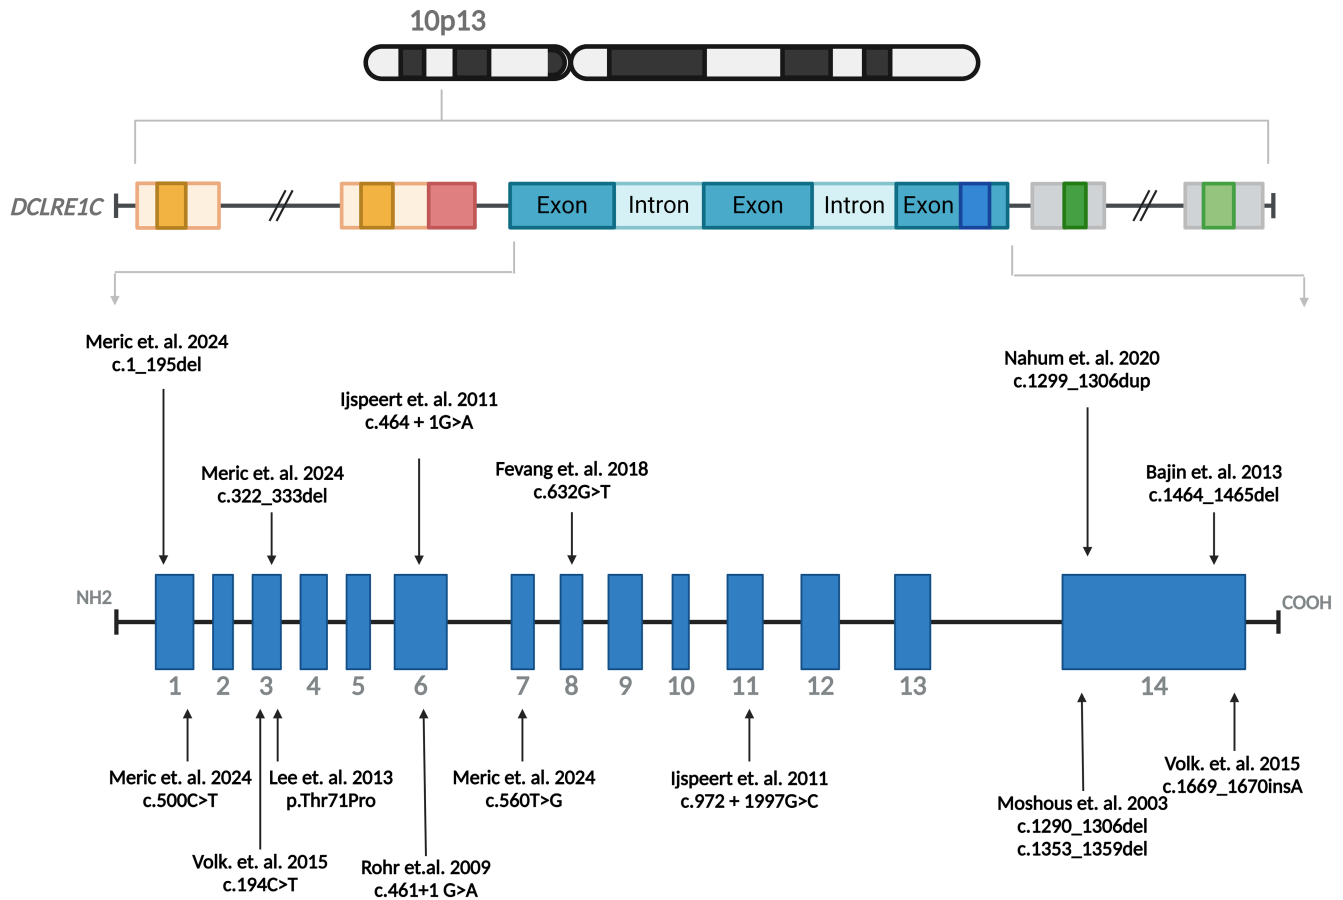 10p13
DCLRE1C
Exon Intron Exon Intron Exon
Meric et. al. 2024
c.1_195del
Nahum et. al. 2020
c.1299_1306dup
Ijspeert et. al. 2011
c.464 + 1G>A
Meric et. al. 2024
c.322_333del
Fevang et. al. 2018
c.632G>T
Bajin et. al. 2013
c.1464_1465del
NH2
COOH
1 2 3 4 5 6 7 8 9 10 11 12 13 14
Meric et. al. 2024
c.500C>T
Lee et. al. 2013
p.Thr71Pro
Meric et. al. 2024
c.560T>G
Ijspeert et. al. 2011
c.972 + 1997G>C
Volk. et. al. 2015
c.1669_1670insA
Moshous et. al. 2003
c.1290_1306del
c.1353_1359del
Volk. et. al. 2015
c.194C>T
Rohr et.al. 2009
c.461+1 G>A